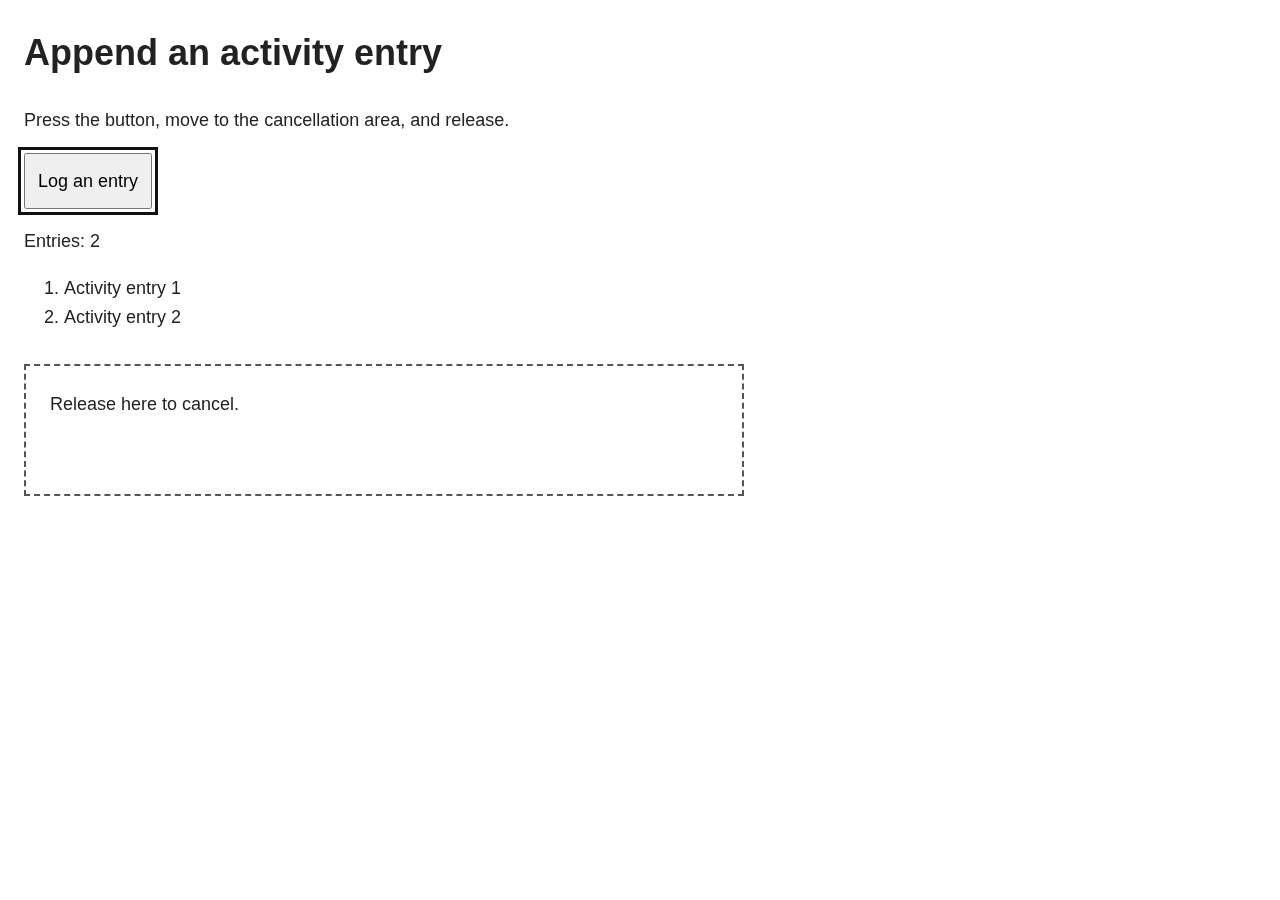 Append an activity entry
Press the button, move to the cancellation area, and release.
Log an entry
Entries: 2
1. Activity entry 1
2. Activity entry 2
Release here to cancel.